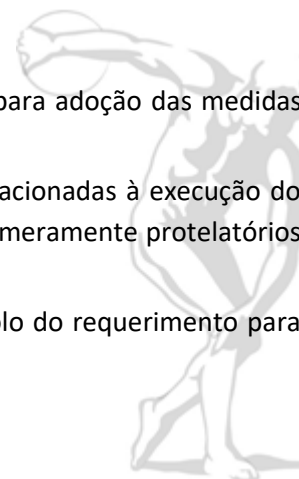 para adoção das medidas
acionadas à execução do
meramente protelatórios
lo do requerimento para